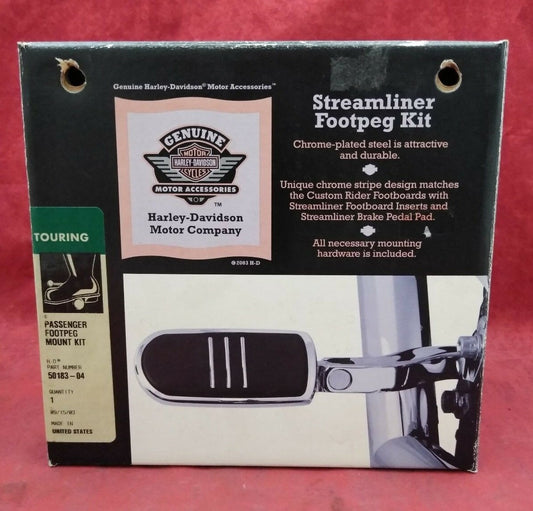 Genuine Harley-Davidson® Motor Accessories™
GENUINE
MOTOR
HARLEY-DAVIDSON
CYCLES
MOTOR ACCESSORIES
™
Harley-Davidson
Motor Company
©2003 H-D
Streamliner
Footpeg Kit
Chrome-plated steel is attractive
and durable.
Unique chrome stripe design matches
the Custom Rider Footboards with
Streamliner Footboard Inserts and
Streamliner Brake Pedal Pad.
All necessary mounting
hardware is included.
TOURING
PASSENGER
FOOTPEG
MOUNT KIT
H-D®
PART NUMBER
50183-04
QUANTITY
1
09/15/03
MADE IN
UNITED STATES